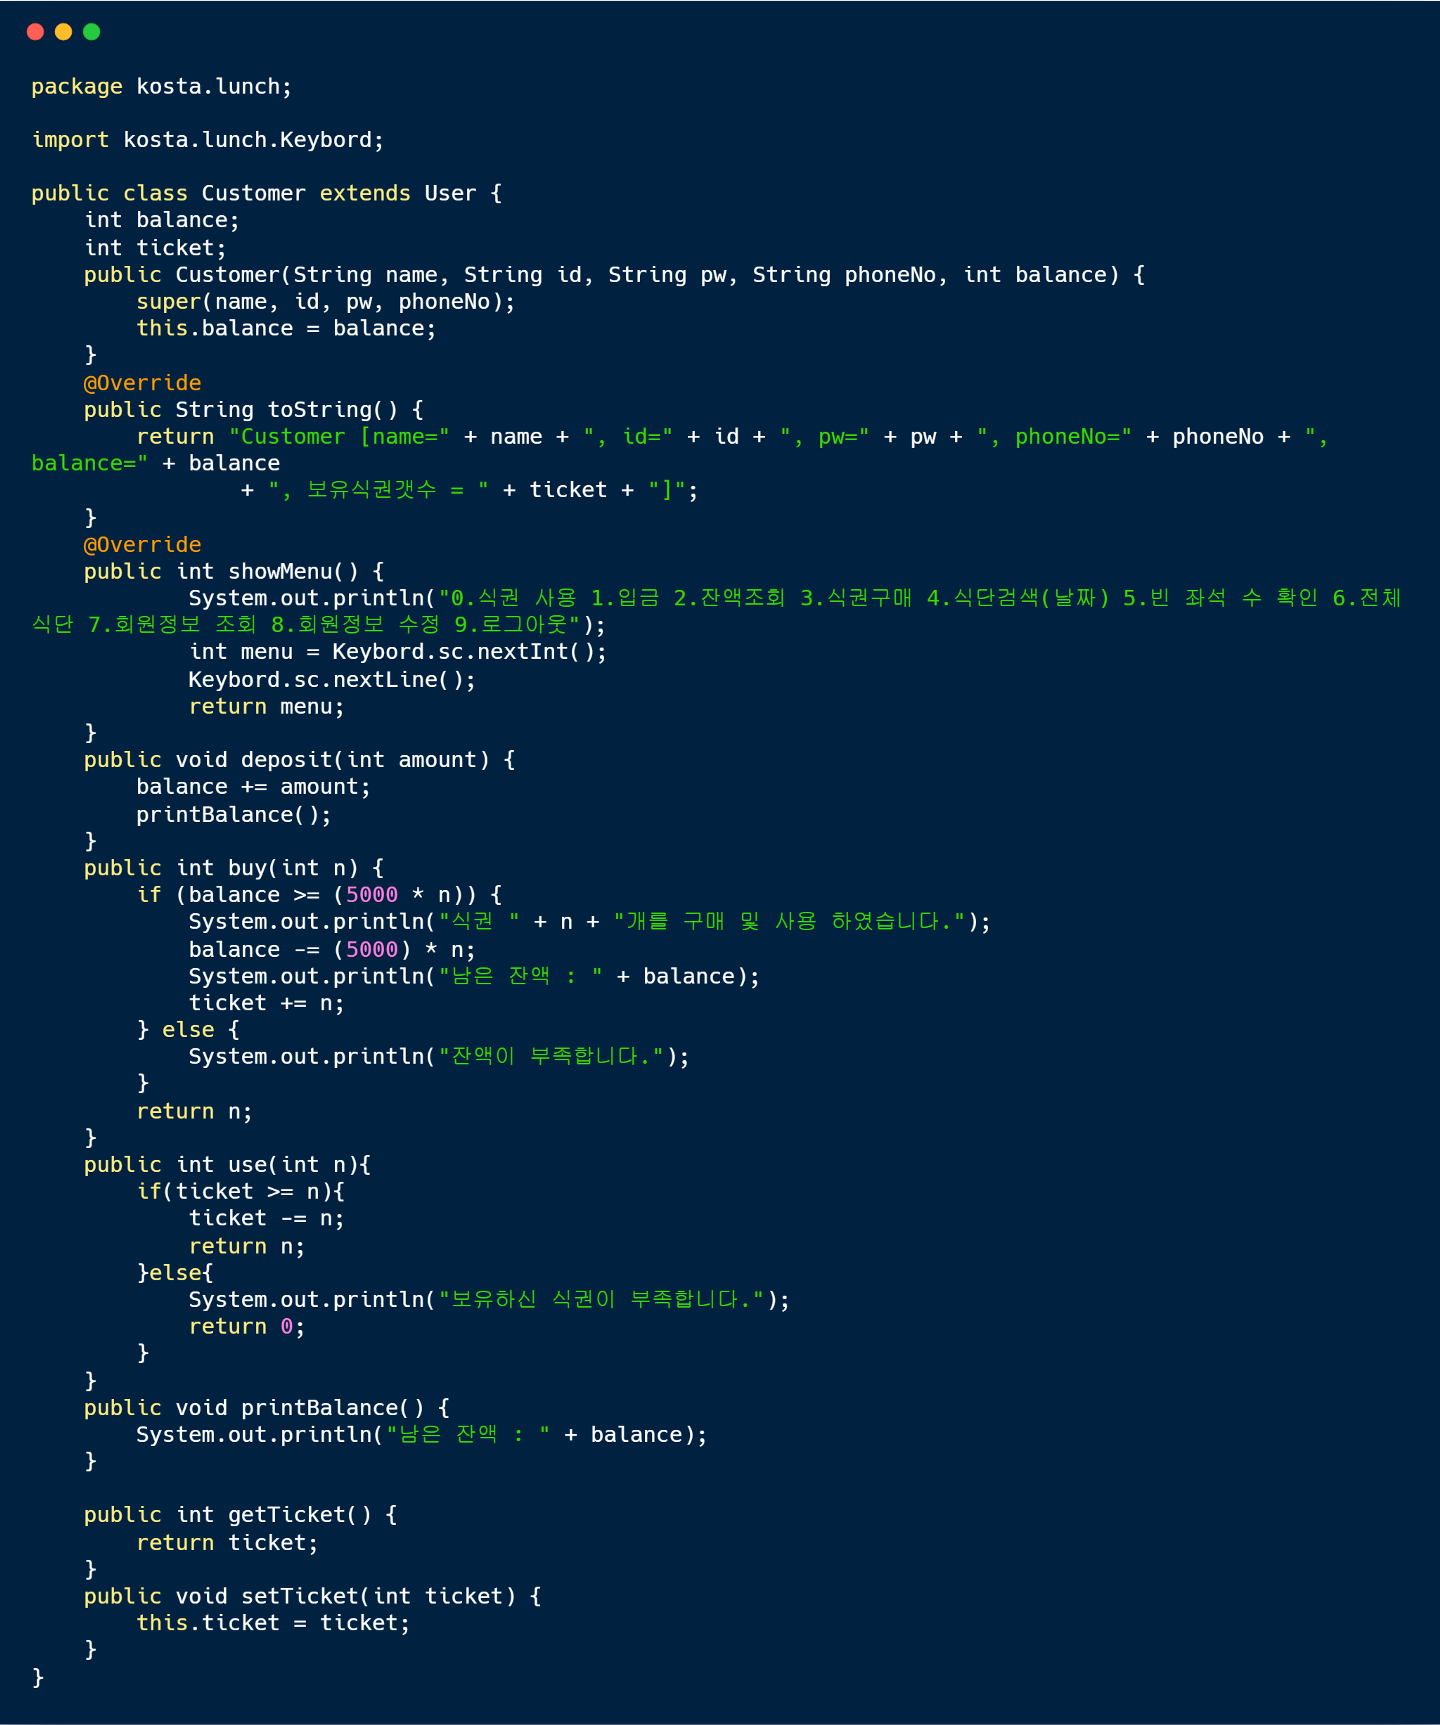 package kosta.lunch;
import kosta.lunch.Keybord;
public class Customer extends User {
    int balance;
    int ticket;
    public Customer(String name, String id, String pw, String phoneNo, int balance) {
        super(name, id, pw, phoneNo);
        this.balance = balance;
    }
    @Override
    public String toString() {
        return "Customer [name=" + name + ", id=" + id + ", pw=" + pw + ", phoneNo=" + phoneNo + ",
balance=" + balance
                + ", 보유식권갯수 = " + ticket + "]";
    }
    @Override
    public int showMenu() {
            System.out.println("0.식권 사용 1.입금 2.잔액조회 3.식권구매 4.식단검색(날짜) 5.빈 좌석 수 확인 6.전체
식단 7.회원정보 조회 8.회원정보 수정 9.로그아웃");
            int menu = Keybord.sc.nextInt();
            Keybord.sc.nextLine();
            return menu;
    }
    public void deposit(int amount) {
        balance += amount;
        printBalance();
    }
    public int buy(int n) {
        if (balance >= (5000 * n)) {
            System.out.println("식권 " + n + "개를 구매 및 사용 하였습니다.");
            balance -= (5000) * n;
            System.out.println("남은 잔액 : " + balance);
            ticket += n;
        } else {
            System.out.println("잔액이 부족합니다.");
        }
        return n;
    }
    public int use(int n){
        if(ticket >= n){
            ticket -= n;
            return n;
        }else{
            System.out.println("보유하신 식권이 부족합니다.");
            return 0;
        }
    }
    public void printBalance() {
        System.out.println("남은 잔액 : " + balance);
    }
    public int getTicket() {
        return ticket;
    }
    public void setTicket(int ticket) {
        this.ticket = ticket;
    }
}